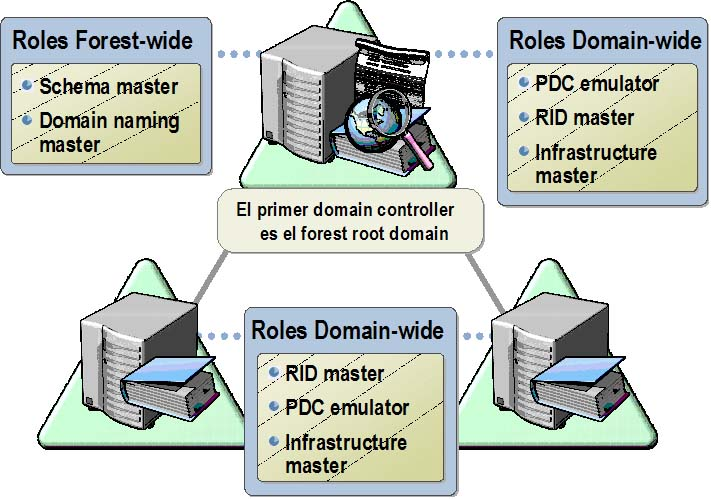 Roles Forest-wide
Schema master
Domain naming
master
Roles Domain-wide
PDC emulator
RID master
Infrastructure
master
El primer domain controller
es el forest root domain
Roles Domain-wide
RID master
PDC emulator
Infrastructure
master